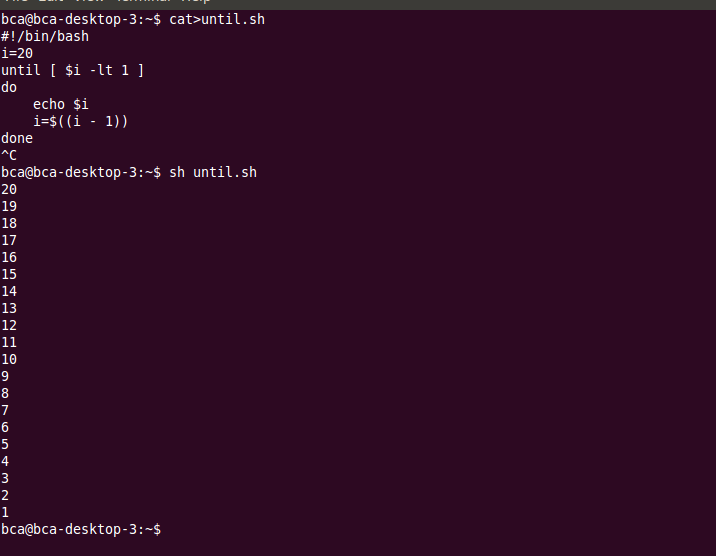 bca@bca-desktop-3:~$ cat>until.sh
#!/bin/bash
i=20
until [ $i -lt 1 ]
do
    echo $i
    i=$((i - 1))
done
^C
bca@bca-desktop-3:~$ sh until.sh
20
19
18
17
16
15
14
13
12
11
10
9
8
7
6
5
4
3
2
1
bca@bca-desktop-3:~$